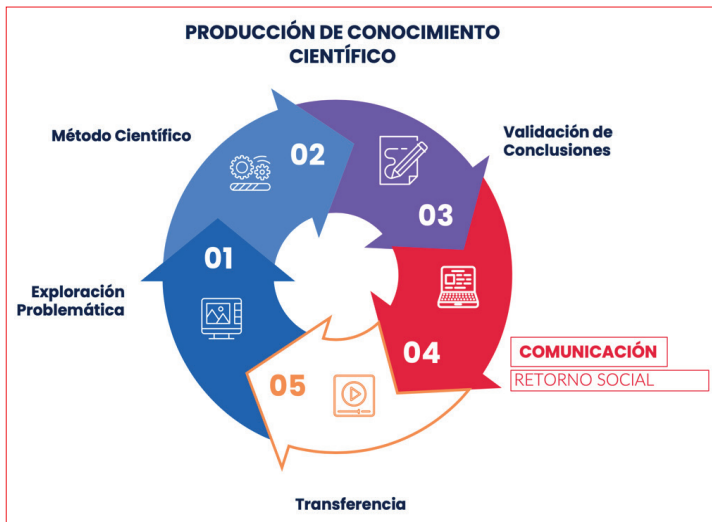 PRODUCCIÓN DE CONOCIMIENTO
CIENTÍFICO
Método Científico
02
Validación de
Conclusiones
03
01
Exploración
Problemática
04
COMUNICACIÓN
RETORNO SOCIAL
05
Transferencia